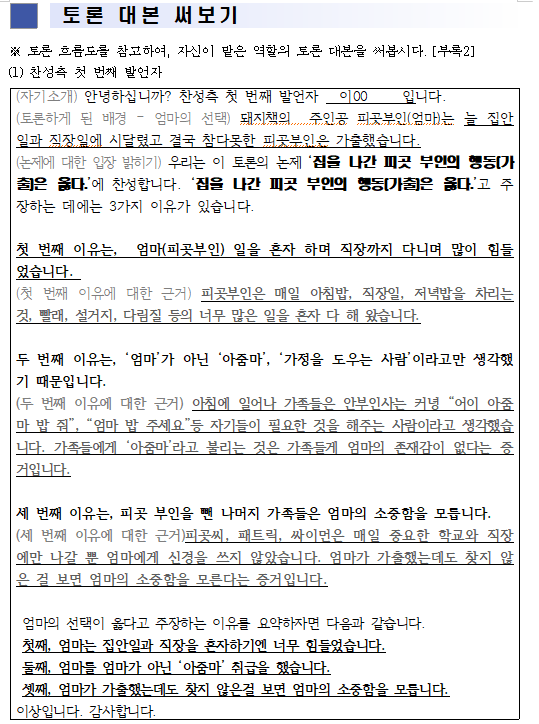 토론 대본 써보기
※ 토론 흐름도를 참고하여, 자신이 맡은 역할의 토론 대본을 써봅시다. [부록2]
(1) 찬성측 첫 번째 발언자
(자기소개) 안녕하십니까? 찬성측 첫 번째 발언자 이00 입니다.
(토론하게 된 배경 - 엄마의 선택) 돼지책의 주인공 피곳부인(엄마)는 늘 집안
일과 직장일에 시달렸고 결국 참다못한 피곳부인은 가출했습니다.
(논제에 대한 입장 밝히기) 우리는 이 토론의 논제 ‘집을 나간 피곳 부인의 행동(가
출)은 옳다.’에 찬성합니다. ‘집을 나간 피곳 부인의 행동(가출)은 옳다.’고 주
장하는 데에는 3가지 이유가 있습니다.
첫 번째 이유는, 엄마(피곳부인) 일을 혼자 하며 직장까지 다니며 많이 힘들
었습니다.
(첫 번째 이유에 대한 근거) 피곳부인은 매일 아침밥, 직장일, 저녁밥을 차리는
것, 빨래, 설거지, 다림질 등의 너무 많은 일을 혼자 다 해 왔습니다.
두 번째 이유는, ‘엄마’가 아닌 ‘아줌마’, ‘가정을 도우는 사람’이라고만 생각했
기 때문입니다.
(두 번째 이유에 대한 근거) 아침에 일어나 가족들은 안부인사는 커녕 “어이 아줌
마 밥 줘”, “엄마 밥 주세요”등 자기들이 필요한 것을 해주는 사람이라고 생각했습
니다. 가족들에게 ‘아줌마’라고 불리는 것은 가족들게 엄마의 존재감이 없다는 증
거입니다.
세 번째 이유는, 피곳 부인을 뺀 나머지 가족들은 엄마의 소중함을 모릅니다.
(세 번째 이유에 대한 근거)피곳씨, 패트릭, 싸이먼은 매일 중요한 학교와 직장
에만 나갈 뿐 엄마에게 신경을 쓰지 않았습니다. 엄마가 가출했는데도 찾지 않
은 걸 보면 엄마의 소중함을 모른다는 증거입니다.
엄마의 선택이 옳다고 주장하는 이유를 요약하자면 다음과 같습니다.
첫째, 엄마는 집안일과 직장을 혼자하기엔 너무 힘들었습니다.
둘째, 엄마를 엄마가 아닌 ‘아줌마’ 취급을 했습니다.
셋째, 엄마가 가출했는데도 찾지 않은걸 보면 엄마의 소중함을 모릅니다.
이상입니다. 감사합니다.